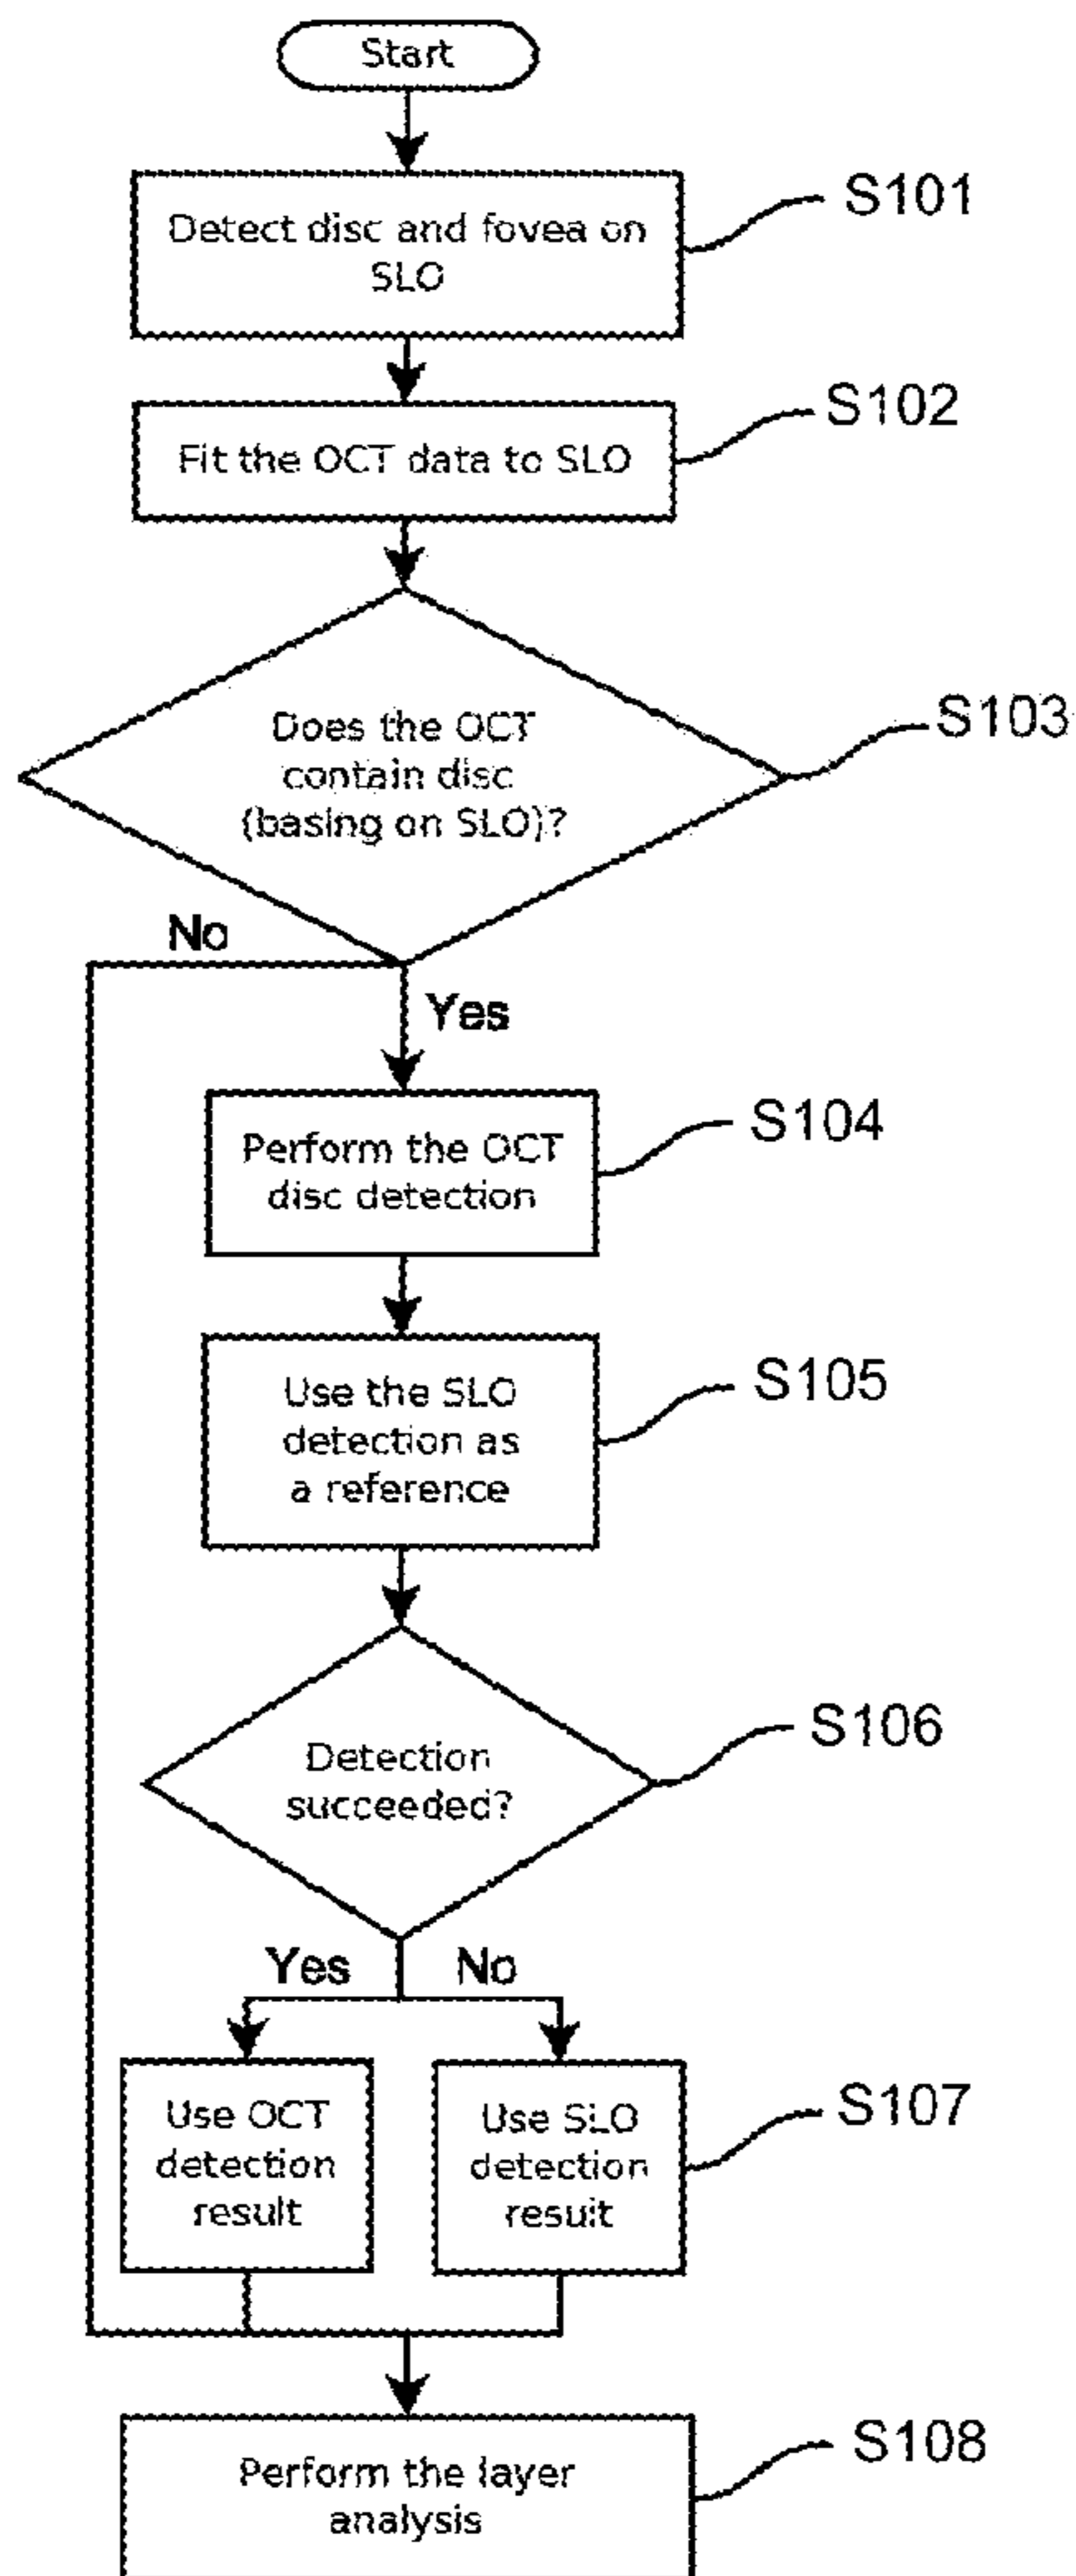 Start
Detect disc and fovea on
SLO
S101
Fit the OCT data to SLO
S102
Does the OCT
contain disc
(basing on SLO)?
S103
No
Yes
Perform the OCT
disc detection
S104
Use the SLO
detection as
a reference
S105
Detection
succeeded?
S106
Yes
No
Use OCT
detection
result
Use SLO
detection
result
S107
Perform the layer
analysis
S108